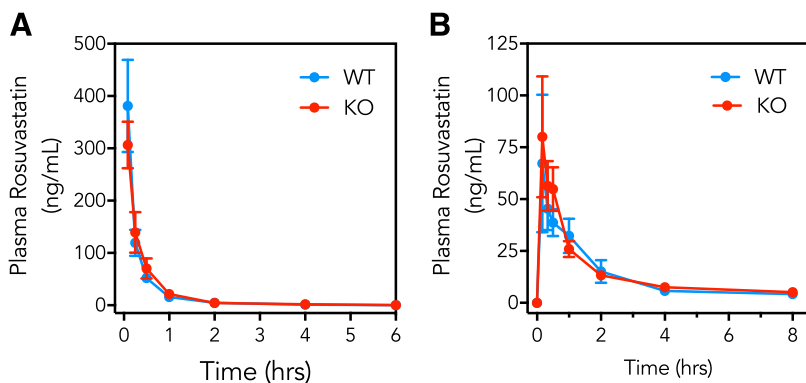 A
Plasma Rosuvastatin
(ng/mL)
500
400
300
200
100
0
WT
KO
0 1 2 3 4 5 6
Time (hrs)
B
Plasma Rosuvastatin
(ng/mL)
125
100
75
50
25
0
WT
KO
0 2 4 6 8
Time (hrs)